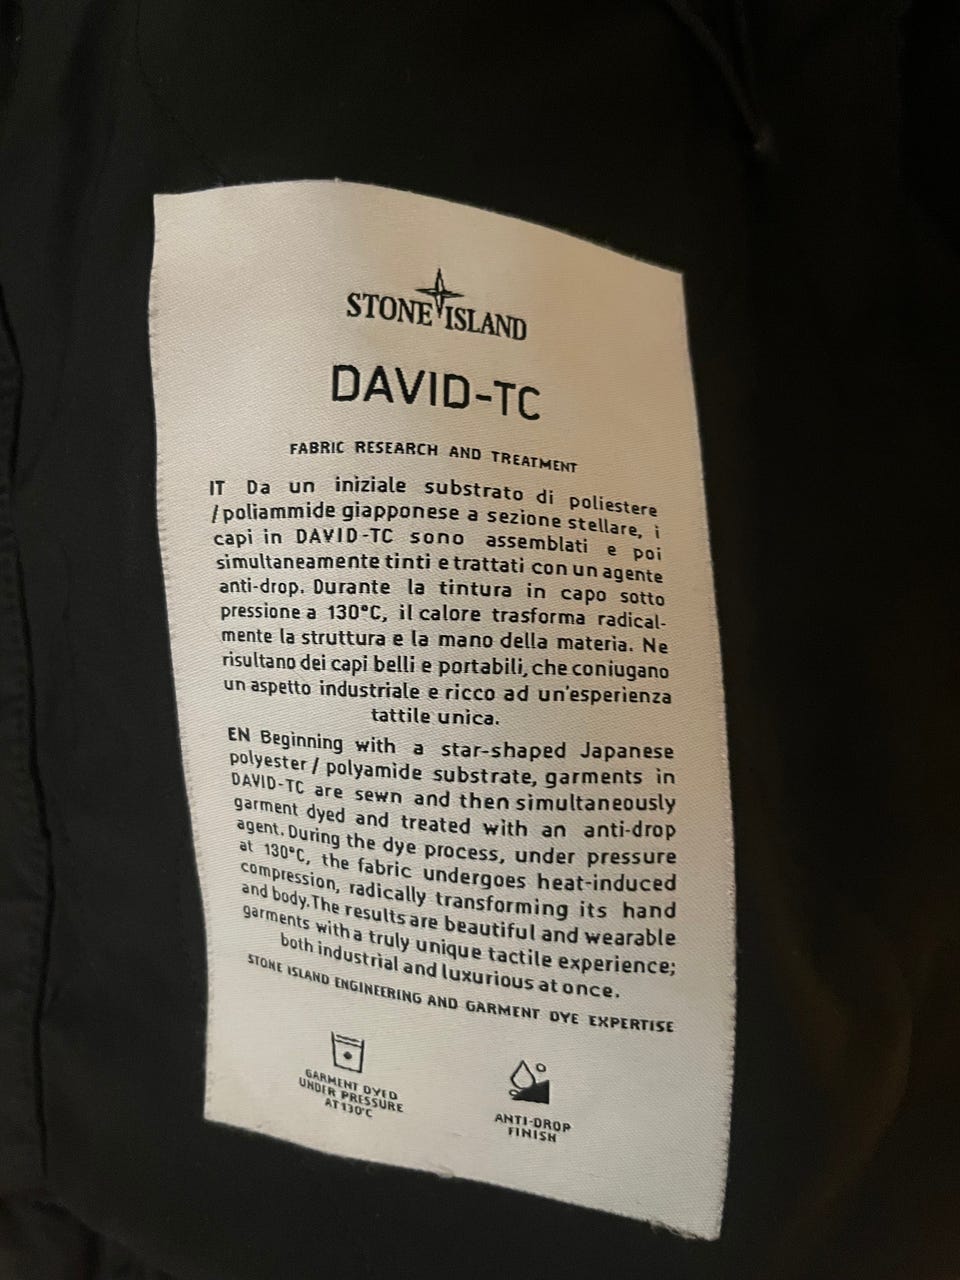 STONE ISLAND
DAVID-TC
FABRIC RESEARCH AND TREATMENT
IT Da un iniziale substrato di poliestere
/poliammide giapponese a sezione stellare, i
capi in DAVID-TC sono assemblati e poi
simultaneamente tinti e trattati con un agente
anti-drop. Durante la tintura in capo sotto
pressione a 130°C, il calore trasforma radical-
mente la struttura e la mano della materia. Ne
risultano dei capi belli e portabili, che coniugano
un aspetto industriale e ricco ad un'esperienza
tattile unica.
EN Beginning with a star-shaped Japanese
polyester / polyamide substrate, garments in
DAVID-TC are sewn and then simultaneously
garment dyed and treated with an anti-drop
agent. During the dye process, under pressure
at 130°C, the fabric undergoes heat-induced
compression, radically transforming its hand
and body. The results are beautiful and wearable
garments with a truly unique tactile experience;
both industrial and luxurious at once.
STONE ISLAND ENGINEERING AND GARMENT DYE EXPERTISE
GARMENT DYED
UNDER PRESSURE
AT 130°C
ANTI-DROP
FINISH